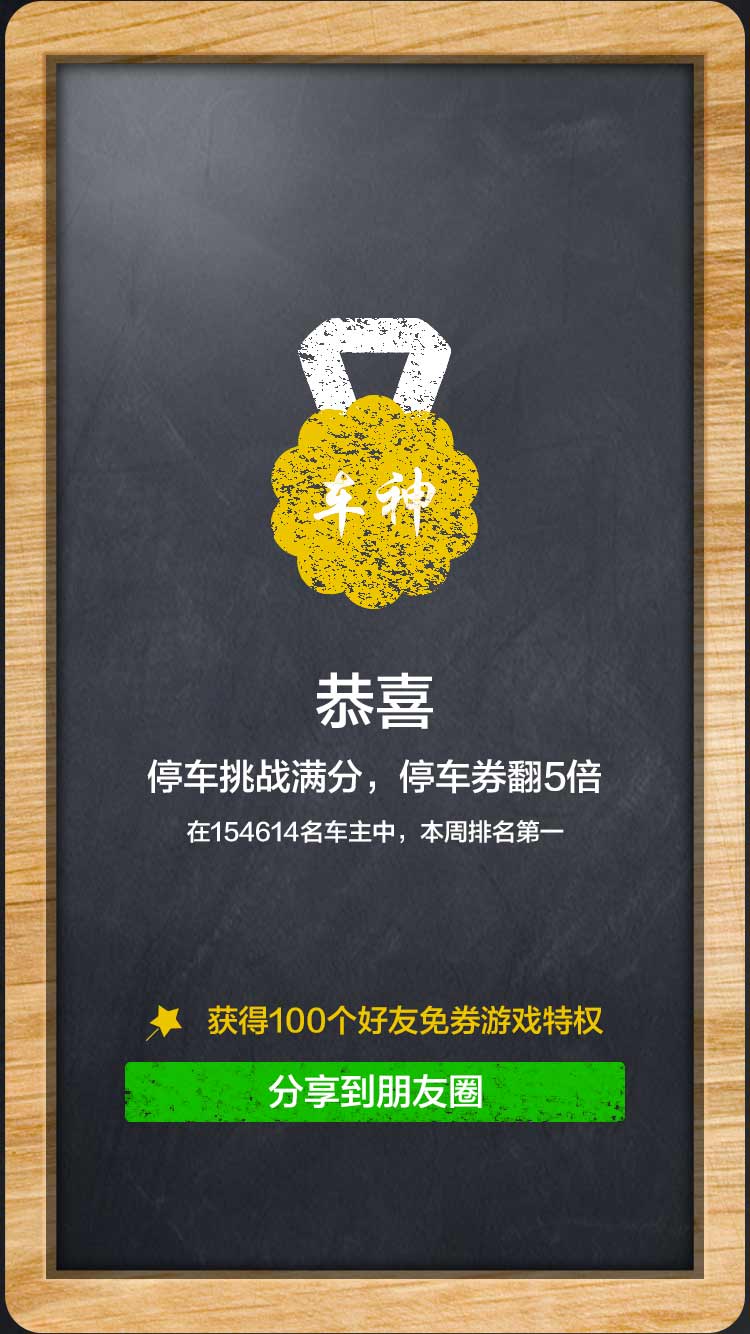 车神
恭喜
停车挑战满分，停车券翻5倍
在154614名车主中，本周排名第一
获得100个好友免券游戏特权
分享到朋友圈